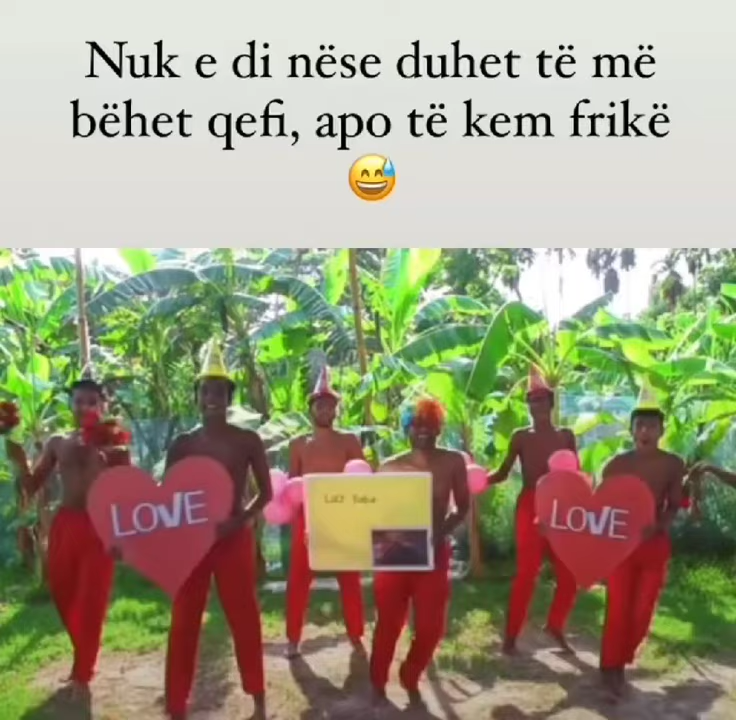 Nuk e di nëse duhet të më
bëhet qefi, apo të kem frikë
😅
LOVE
LOVE